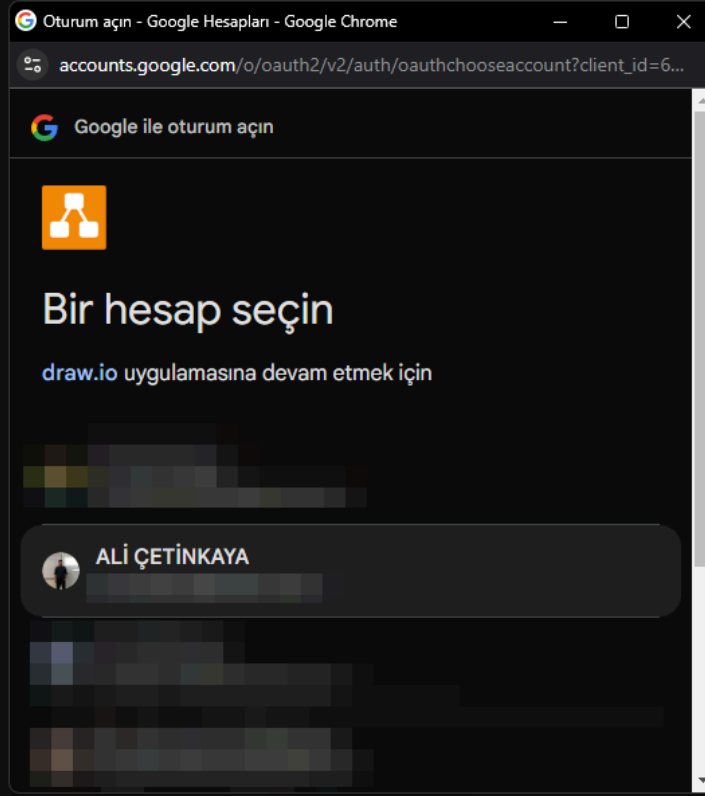 Oturum açın - Google Hesapları - Google Chrome
accounts.google.com/o/oauth2/v2/auth/oauthchooseaccount?client_id=6...
Google ile oturum açın
Bir hesap seçin
draw.io uygulamasına devam etmek için
ALİ ÇETİNKAYA